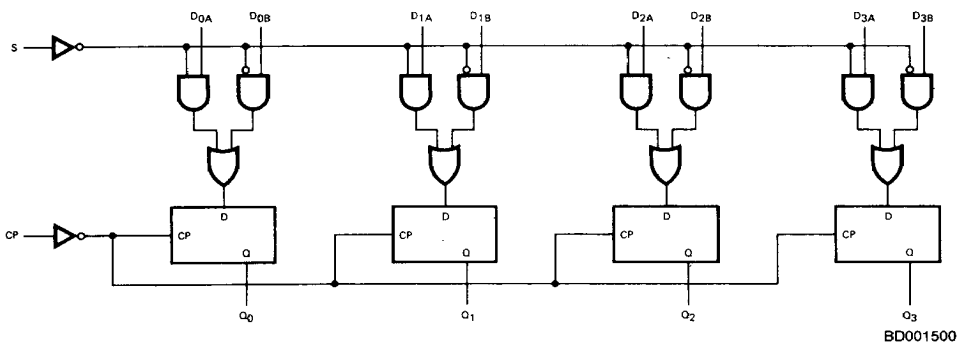 D0A D0B D1A D1B D2A D2B D3A D3B
S
D D D D
CP CP CP CP CP
Q Q Q Q
Q0 Q1 Q2 Q3
BD001500